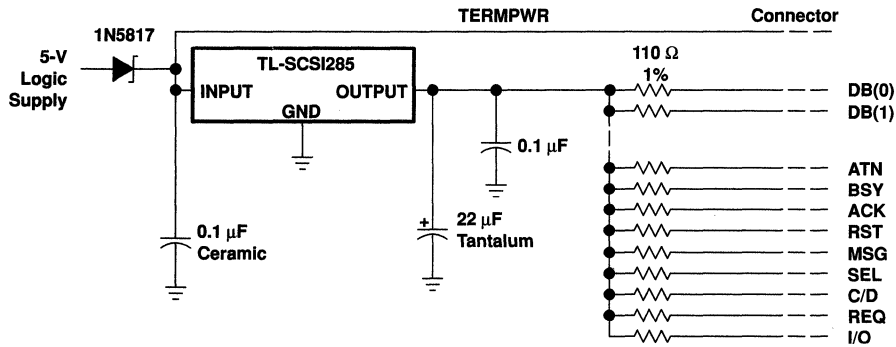 TERMPWR
Connector
1N5817
5-V
Logic
Supply
TL-SCSI285
INPUT
OUTPUT
GND
110 Ω
1%
DB(0)
DB(1)
0.1 μF
ATN
BSY
ACK
RST
MSG
SEL
C/D
REQ
I/O
+
22 μF
Tantalum
0.1 μF
Ceramic